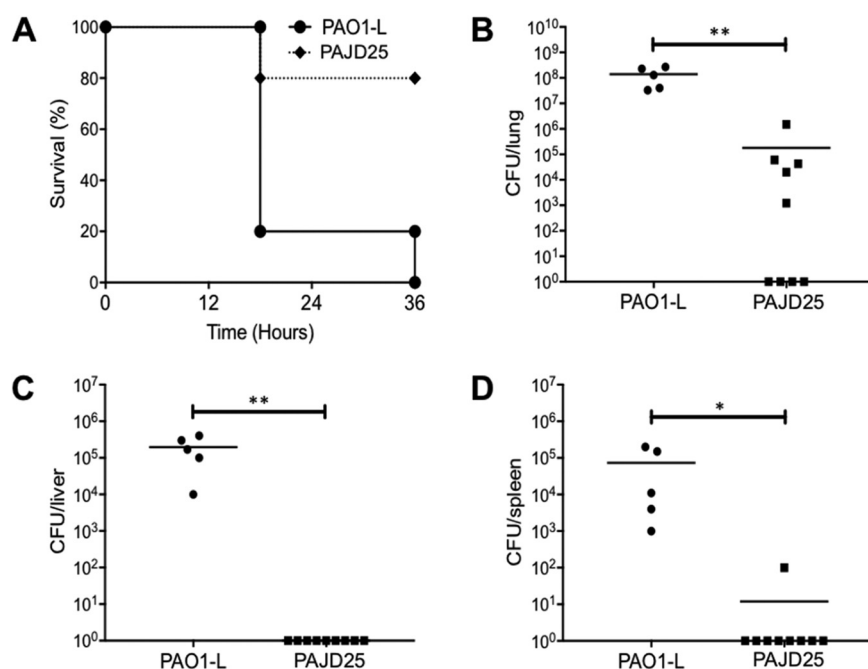 A
Survival (%)
100
80
60
40
20
0
0 12 24 36
Time (Hours)
PAO1-L
PAJD25
B
CFU/lung
10¹⁰
10⁹
10⁸
10⁷
10⁶
10⁵
10⁴
10³
10²
10¹
10⁰
**
PAO1-L PAJD25
C
CFU/liver
10⁷
10⁶
10⁵
10⁴
10³
10²
10¹
10⁰
**
PAO1-L PAJD25
D
CFU/spleen
10⁷
10⁶
10⁵
10⁴
10³
10²
10¹
10⁰
*
PAO1-L PAJD25